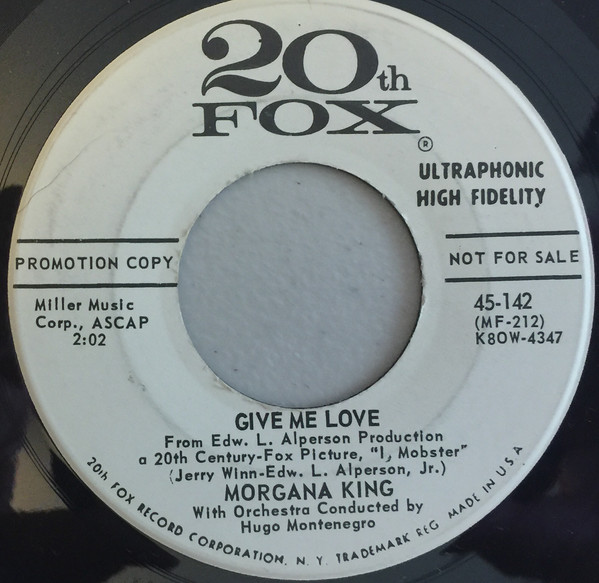 20th
FOX
®
ULTRAPHONIC
HIGH FIDELITY
PROMOTION COPY
NOT FOR SALE
Miller Music
Corp., ASCAP
2:02
45-142
(MF-212)
K8OW-4347
GIVE ME LOVE
From Edw. L. Alperson Production
a 20th Century-Fox Picture, "I, Mobster"
(Jerry Winn-Edw. L. Alperson, Jr.)
MORGANA KING
With Orchestra Conducted by
Hugo Montenegro
20th FOX RECORD CORPORATION, N. Y. TRADEMARK REG MADE IN U.S.A